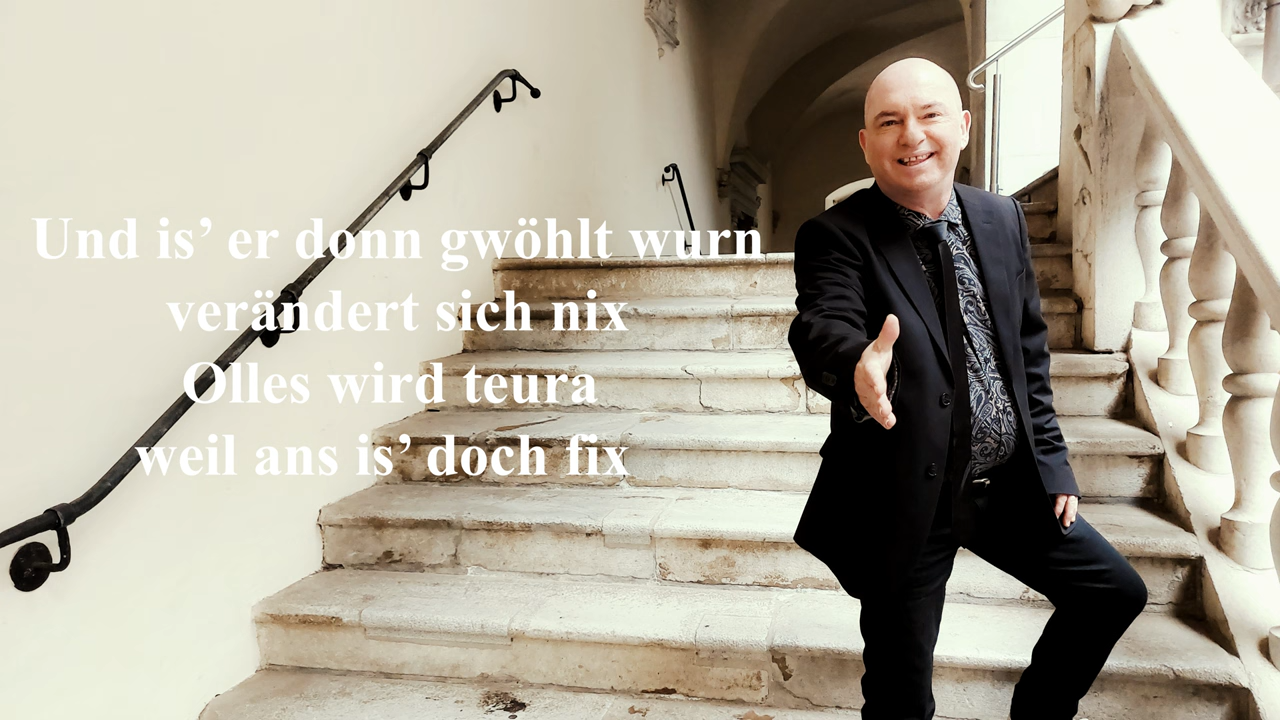 Und is’ er donn gwöhlt wurn
verändert sich nix
Olles wird teura
weil ans is’ doch fix